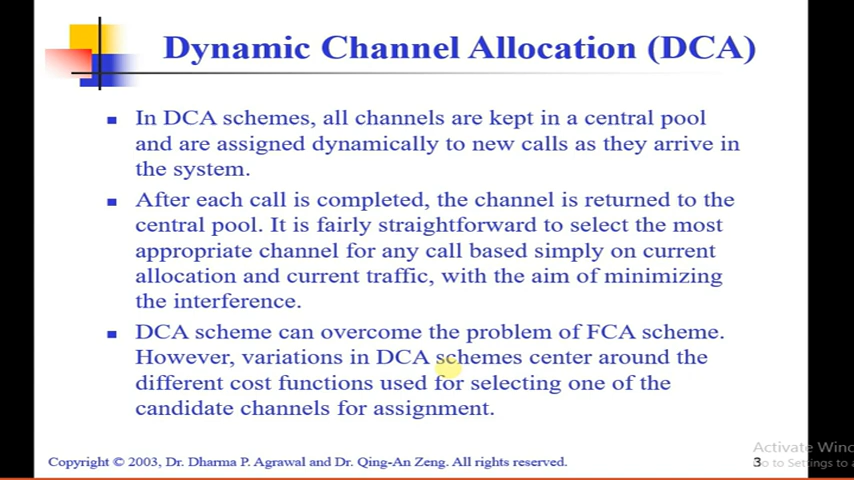 Dynamic Channel Allocation (DCA)
In DCA schemes, all channels are kept in a central pool
and are assigned dynamically to new calls as they arrive in
the system.
After each call is completed, the channel is returned to the
central pool. It is fairly straightforward to select the most
appropriate channel for any call based simply on current
allocation and current traffic, with the aim of minimizing
the interference.
DCA scheme can overcome the problem of FCA scheme.
However, variations in DCA schemes center around the
different cost functions used for selecting one of the
candidate channels for assignment.
Activate Winc
Copyright © 2003, Dr. Dharma P. Agrawal and Dr. Qing-An Zeng. All rights reserved.
3
o to Settings to a